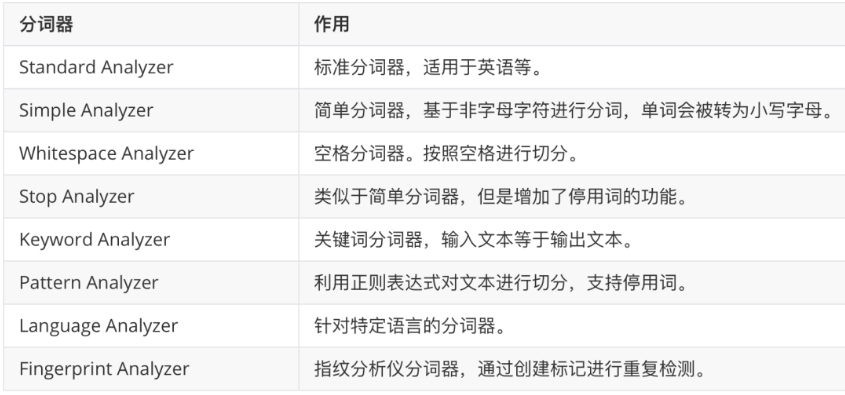 分词器 作用
Standard Analyzer 标准分词器，适用于英语等。
Simple Analyzer 简单分词器，基于非字母字符进行分词，单词会被转为小写字母。
Whitespace Analyzer 空格分词器。按照空格进行切分。
Stop Analyzer 类似于简单分词器，但是增加了停用词的功能。
Keyword Analyzer 关键词分词器，输入文本等于输出文本。
Pattern Analyzer 利用正则表达式对文本进行切分，支持停用词。
Language Analyzer 针对特定语言的分词器。
Fingerprint Analyzer 指纹分析仪分词器，通过创建标记进行重复检测。